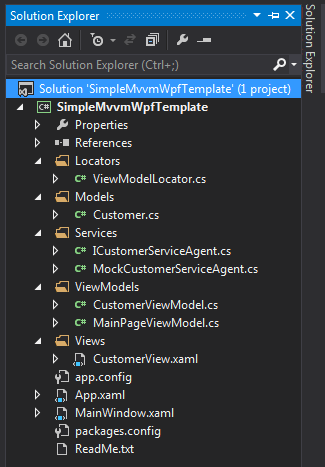 Solution Explorer
Search Solution Explorer (Ctrl+;)
Solution 'SimpleMvvmWpfTemplate' (1 project)
C# SimpleMvvmWpfTemplate
Properties
References
Locators
C# ViewModelLocator.cs
Models
C# Customer.cs
Services
C# ICustomerServiceAgent.cs
C# MockCustomerServiceAgent.cs
ViewModels
C# CustomerViewModel.cs
C# MainPageViewModel.cs
Views
CustomerView.xaml
app.config
App.xaml
MainWindow.xaml
packages.config
ReadMe.txt
Solution Explorer